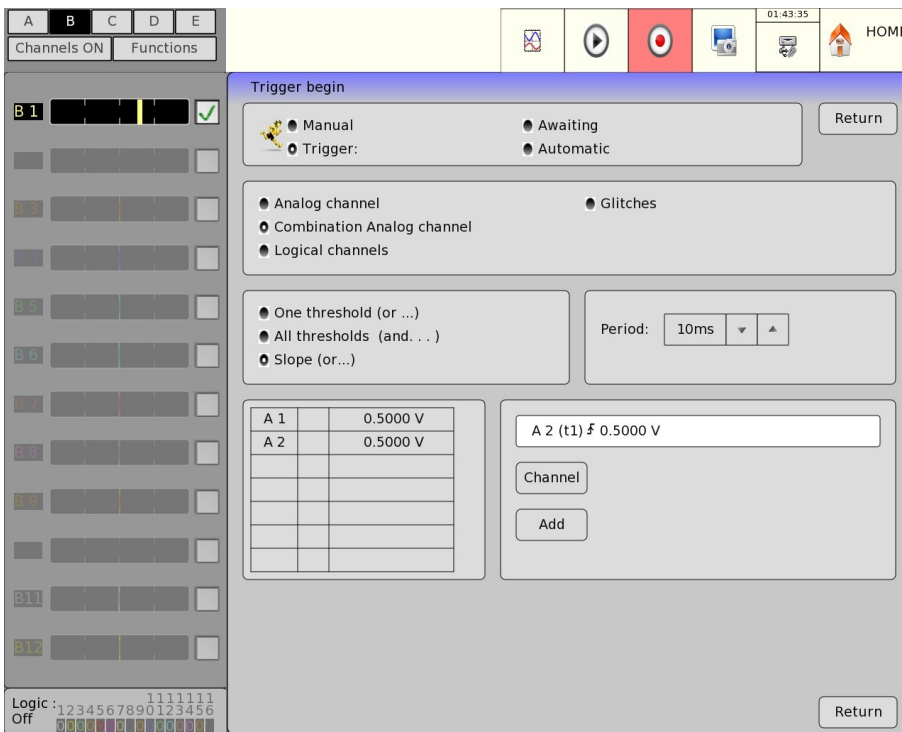 A B C D E
Channels ON Functions
01:43:35
HOME
Trigger begin
Manual
Awaiting
Trigger:
Automatic
Return
Analog channel
Glitches
Combination Analog channel
Logical channels
One threshold (or ...)
All thresholds (and. . . )
Slope (or...)
Period: 10ms
A 1 0.5000 V
A 2 0.5000 V
A 2 (t1) 0.5000 V
Channel
Add
Return
B 1
B 3
B 4
B 5
B 6
B 7
B 8
B 9
B11
B12
Logic :
Off
1111111
1234567890123456